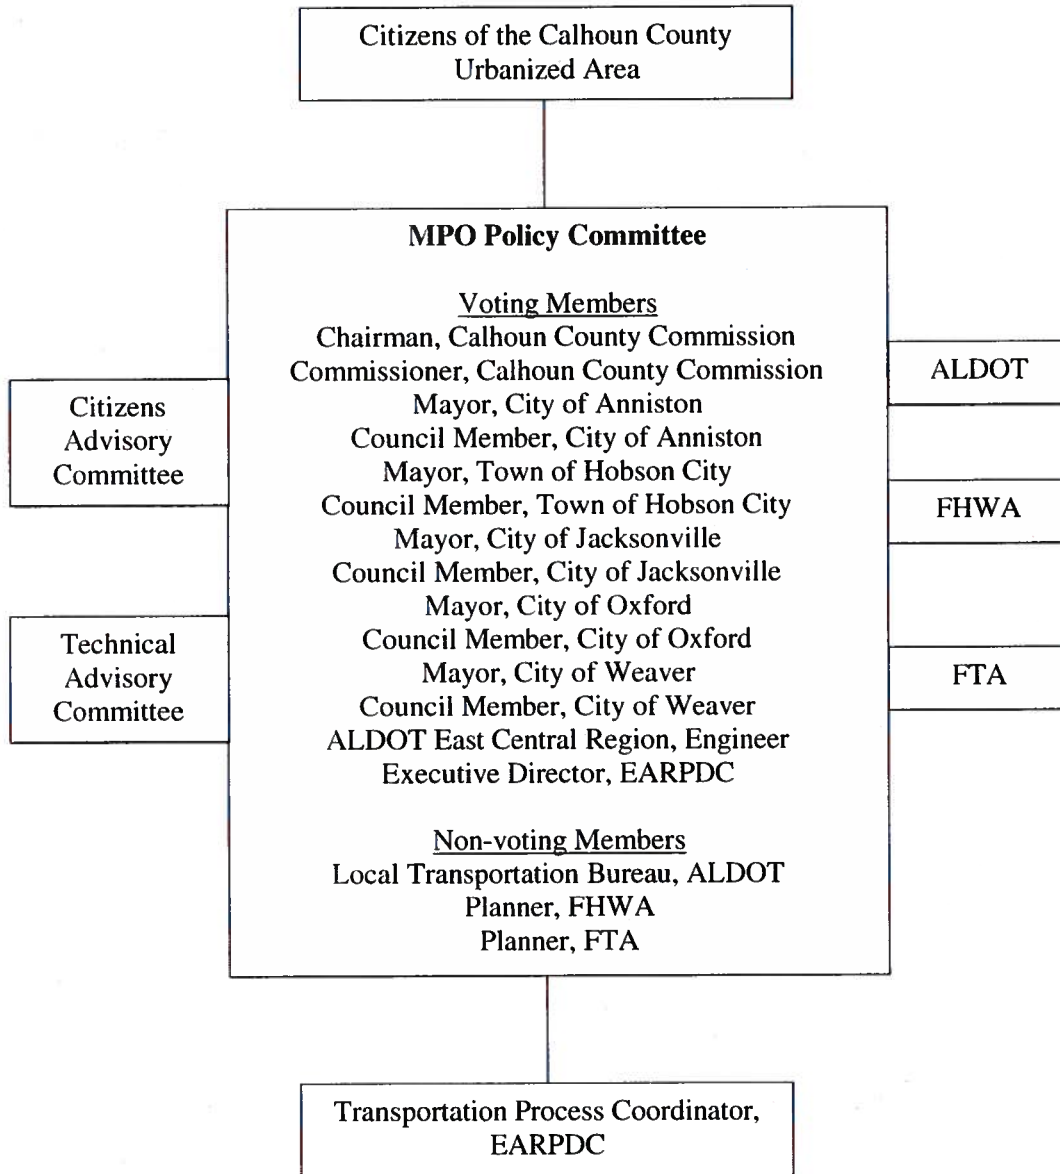 Citizens of the Calhoun County
Urbanized Area
MPO Policy Committee
Voting Members
Chairman, Calhoun County Commission
Commissioner, Calhoun County Commission
Mayor, City of Anniston
Council Member, City of Anniston
Mayor, Town of Hobson City
Council Member, Town of Hobson City
Mayor, City of Jacksonville
Council Member, City of Jacksonville
Mayor, City of Oxford
Council Member, City of Oxford
Mayor, City of Weaver
Council Member, City of Weaver
ALDOT East Central Region, Engineer
Executive Director, EARPDC
Non-voting Members
Local Transportation Bureau, ALDOT
Planner, FHWA
Planner, FTA
Citizens
Advisory
Committee
Technical
Advisory
Committee
ALDOT
FHWA
FTA
Transportation Process Coordinator,
EARPDC